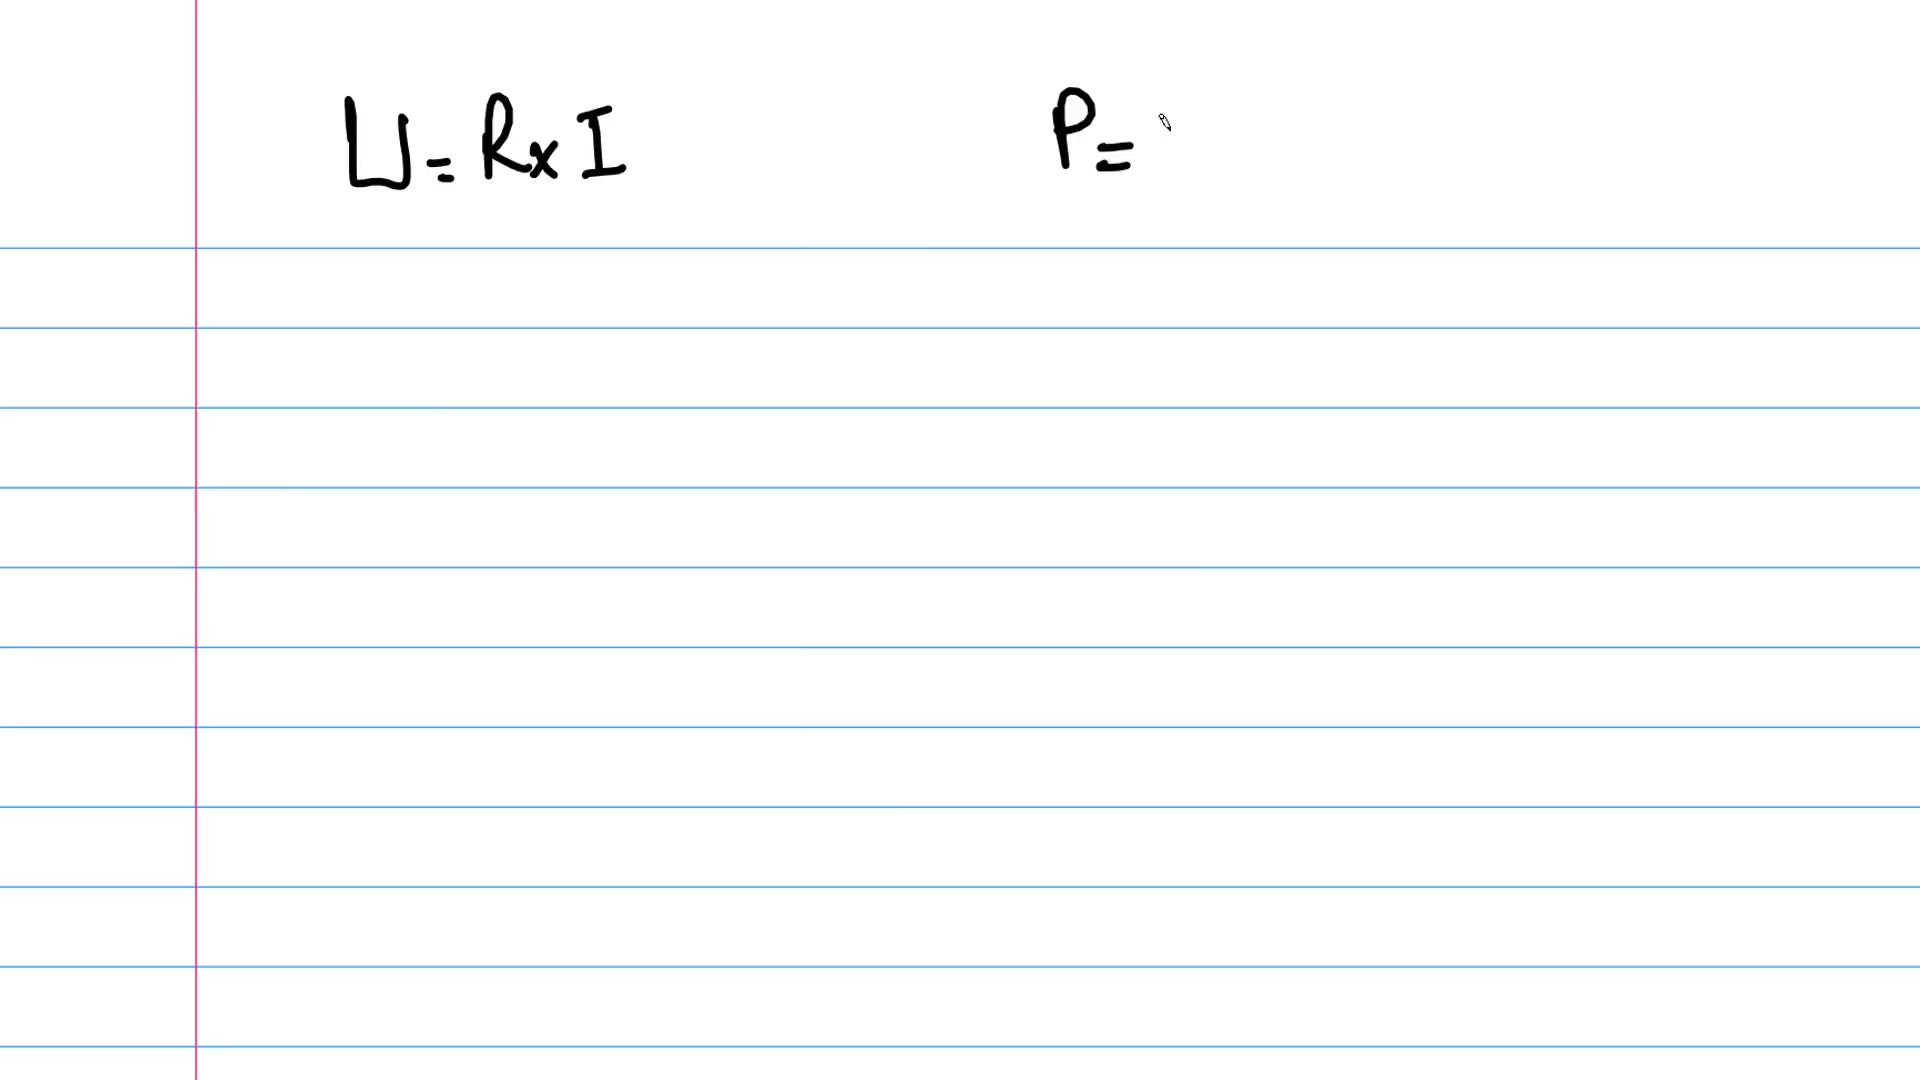 U = R x I P =